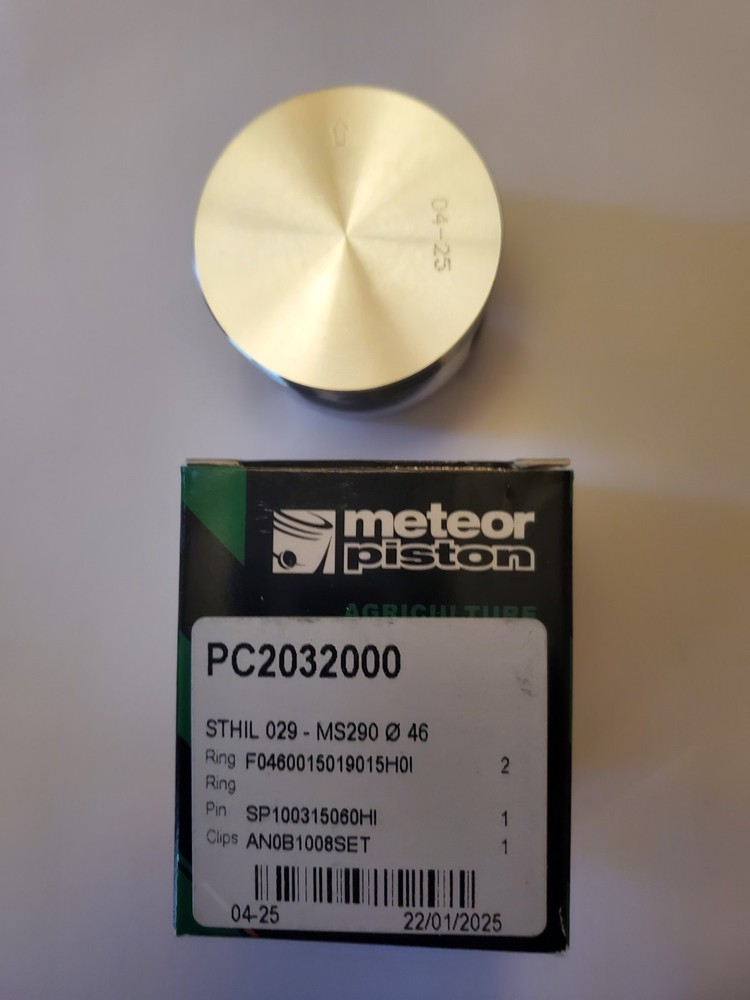 04-25
meteor
piston
AGRICULTURE
PC2032000
STHIL 029 - MS290 Ø 46
Ring F0460015019015H0I 2
Ring
Pin SP100315060HI 1
Clips AN0B1008SET 1
04-25 22/01/2025